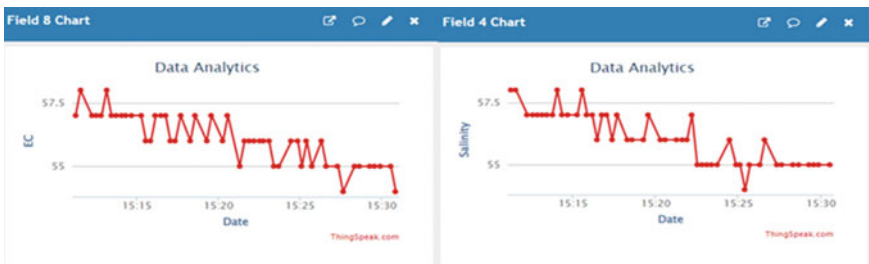 Field 8 Chart
Data Analytics
57.5
55
EC
15:15 15:20 15:25 15:30
Date
ThingSpeak.com
Field 4 Chart
Data Analytics
57.5
55
Salinity
15:15 15:20 15:25 15:30
Date
ThingSpeak.com